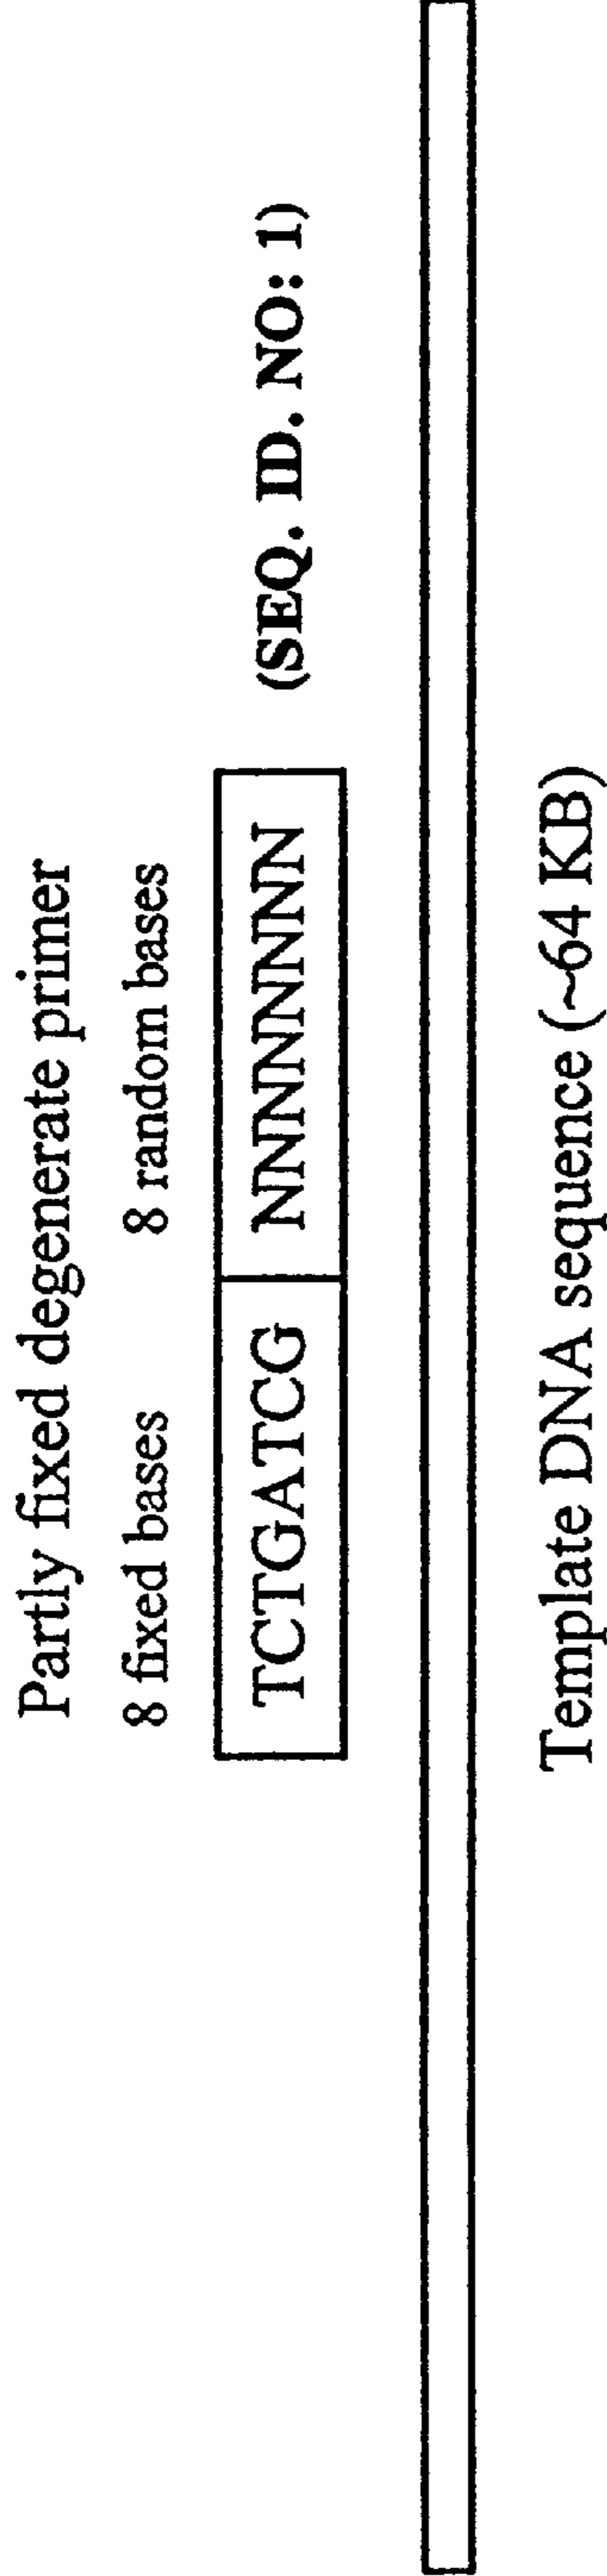 Partly fixed degenerate primer
8 fixed bases 8 random bases
TCTGATCG NNNNNNNN (SEQ. ID. NO: 1)
Template DNA sequence (~64 KB)